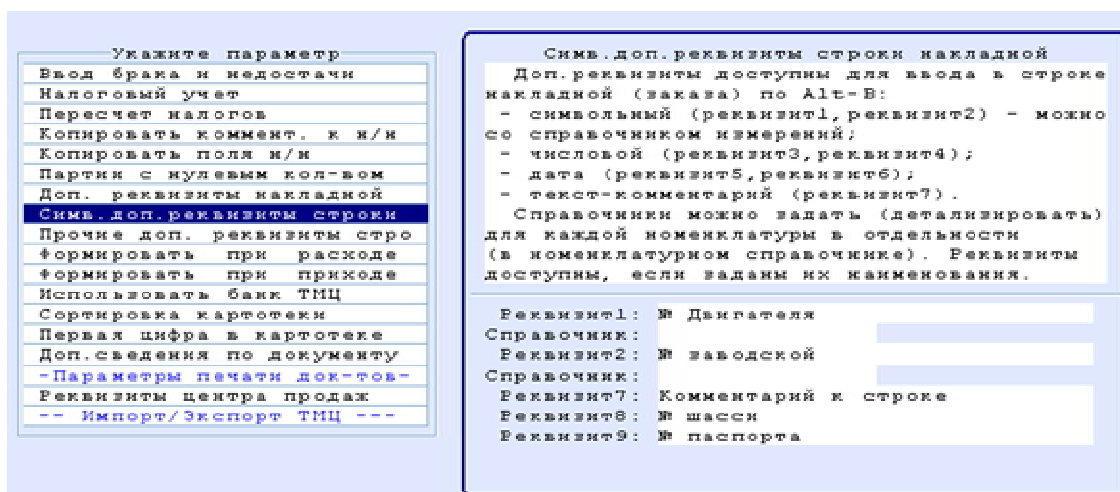 Укажите параметр
Ввод брака и недостачи
Налоговый учет
Пересчет налогов
Копировать коммент. к н/н
Копировать поля н/н
Партии с нулевым кол-вом
Доп. реквизиты накладной
Симв.доп.реквизиты строки
Прочие доп. реквизиты стро
Формировать при расходе
Формировать при приходе
Использовать банк ТМЦ
Сортировка картотеки
Первая цифра в картотеке
Доп.сведения по документу
-Параметры печати док-тов-
Реквизиты центра продаж
-- Импорт/Экспорт ТМЦ ---
Симв.доп.реквизиты строки накладной
Доп.реквизиты доступны для ввода в строке
накладной (заказа) по Alt-B:
- символьный (реквизит1,реквизит2) - можно
со справочником измерений;
- числовой (реквизит3,реквизит4);
- дата (реквизит5,реквизит6);
- текст-комментарий (реквизит7).
Справочники можно задать (детализировать)
для каждой номенклатуры в отдельности
(в номенклатурном справочнике). Реквизиты
доступны, если заданы их наименования.
Реквизит1: № Двигателя
Справочник:
Реквизит2: № заводской
Справочник:
Реквизит7: Комментарий к строке
Реквизит8: № шасси
Реквизит9: № паспорта